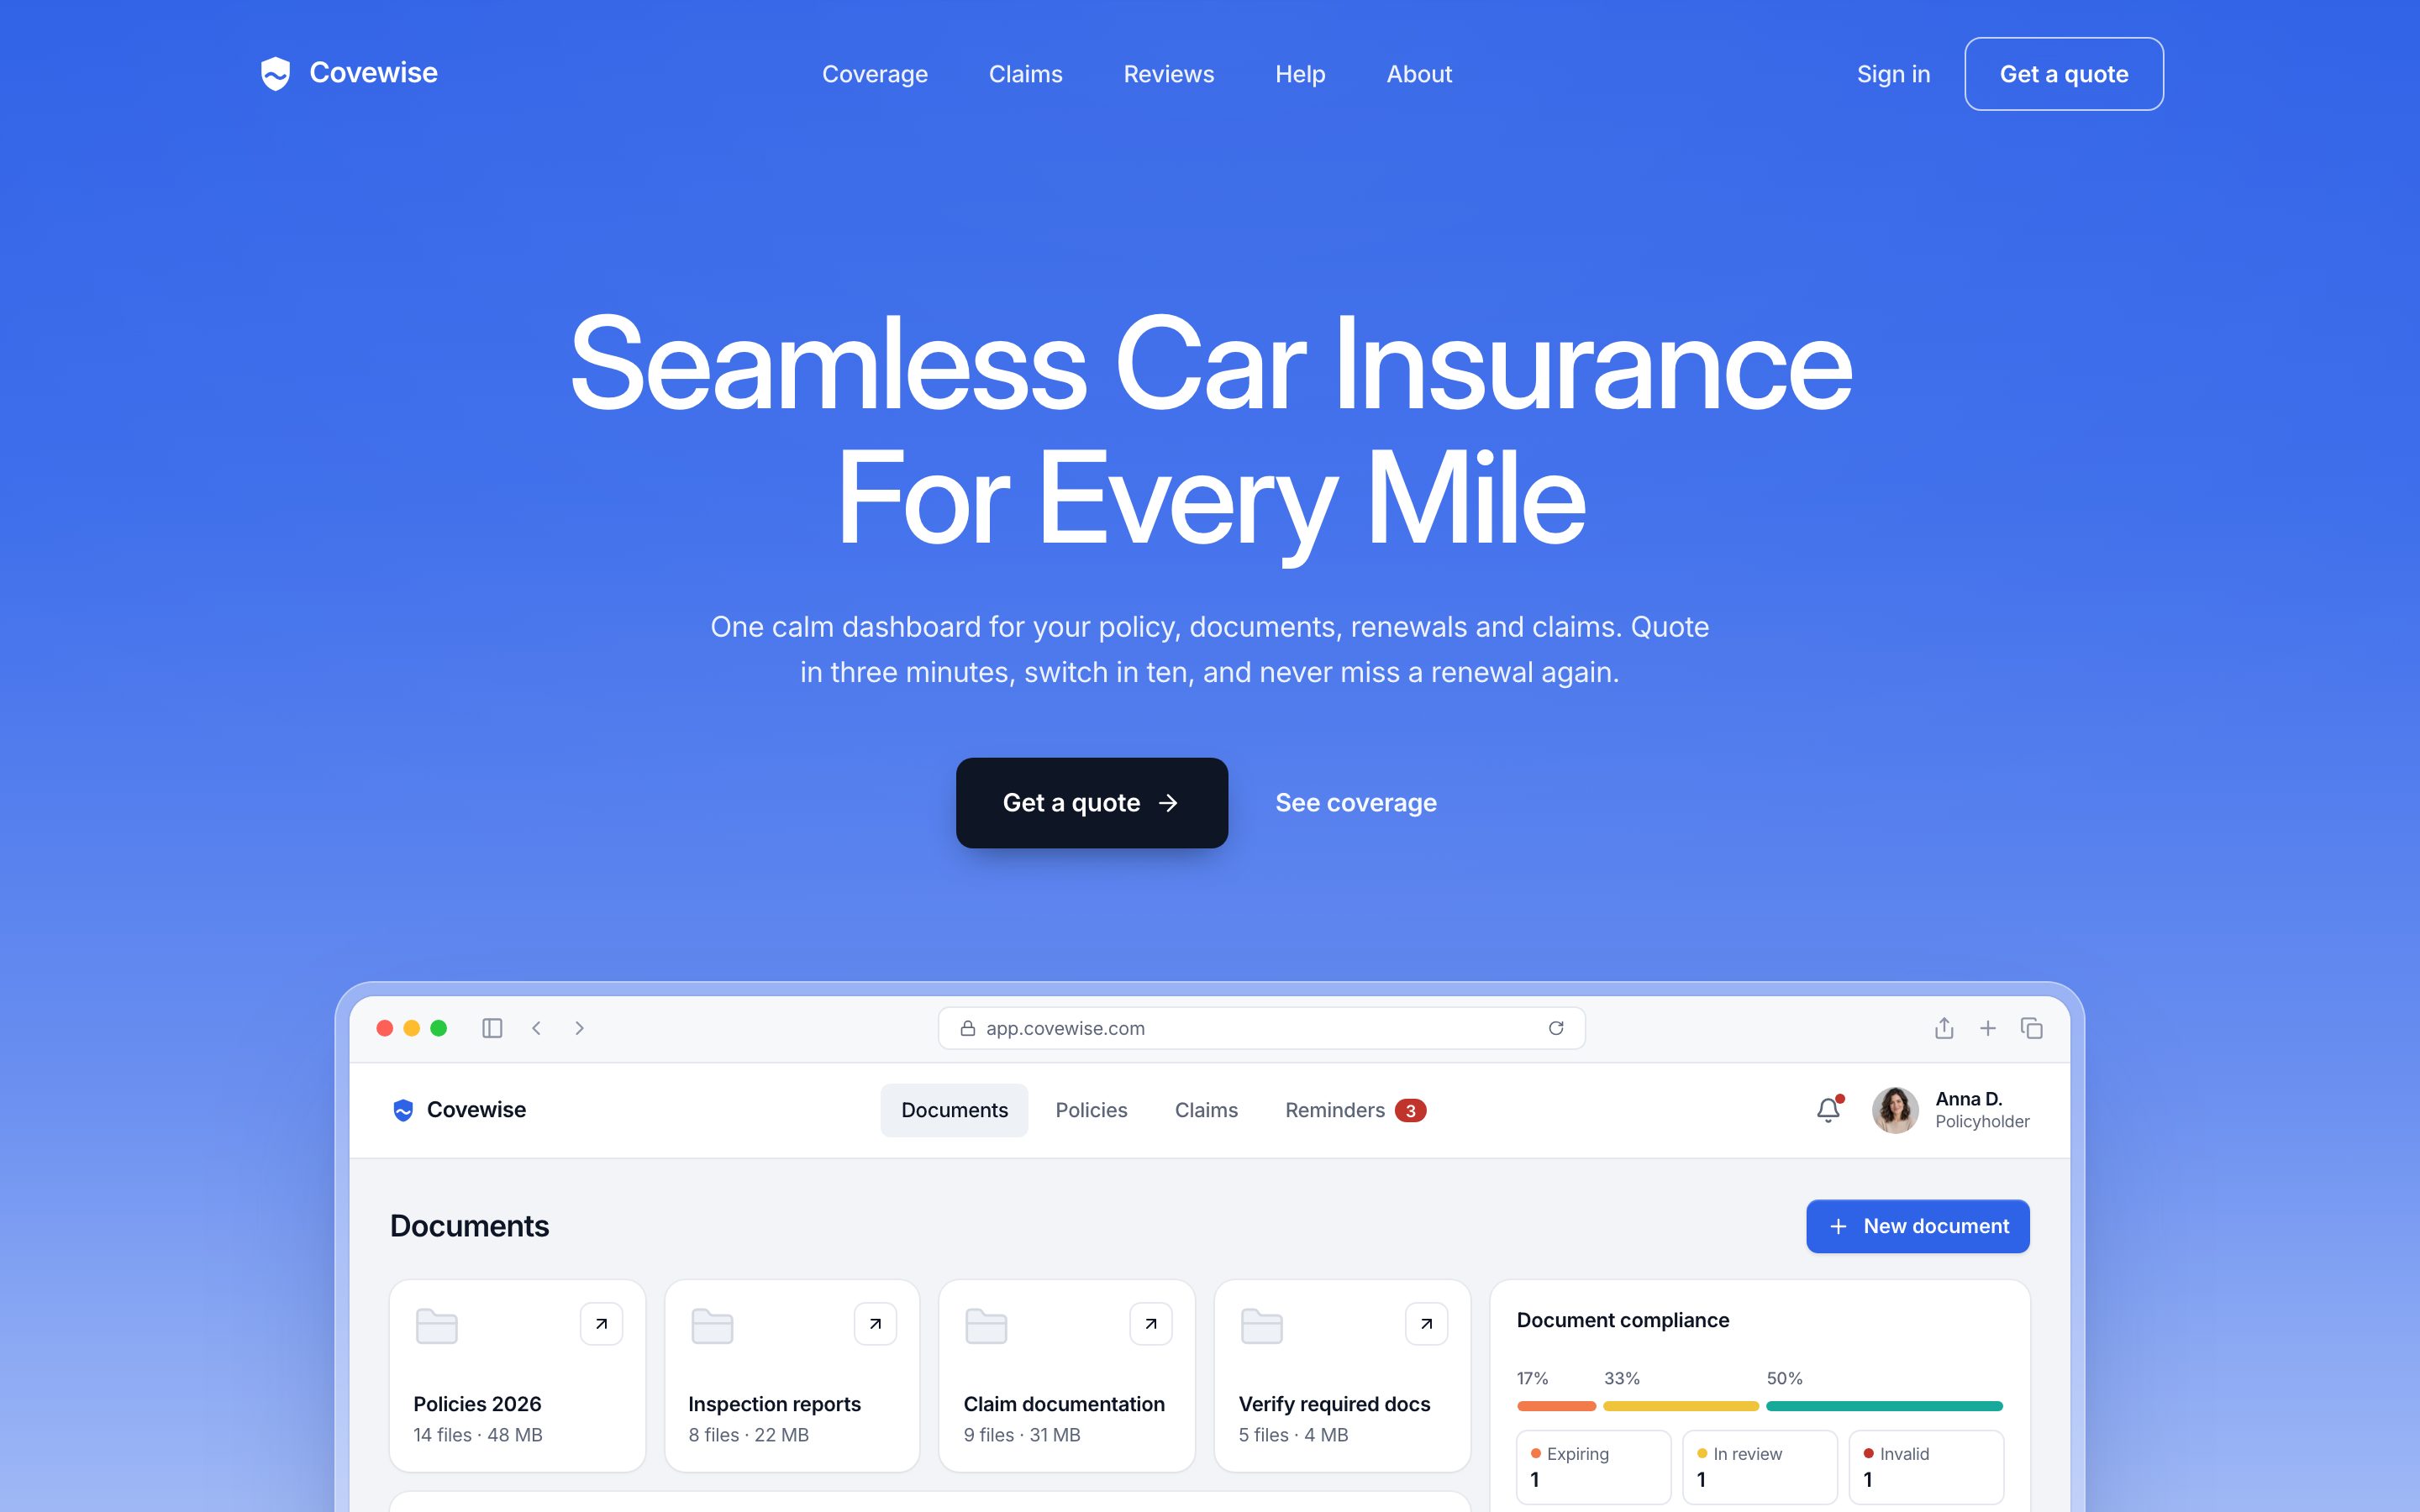 Covewise
Coverage
Claims
Reviews
Help
About
Sign in
Get a quote
Seamless Car Insurance
For Every Mile
One calm dashboard for your policy, documents, renewals and claims. Quote
in three minutes, switch in ten, and never miss a renewal again.
Get a quote
See coverage
app.covewise.com
Covewise
Documents
Policies
Claims
Reminders 3
Anna D.
Policyholder
Documents
New document
Policies 2026
14 files · 48 MB
Inspection reports
8 files · 22 MB
Claim documentation
9 files · 31 MB
Verify required docs
5 files · 4 MB
Document compliance
17%
33%
50%
Expiring
1
In review
1
Invalid
1